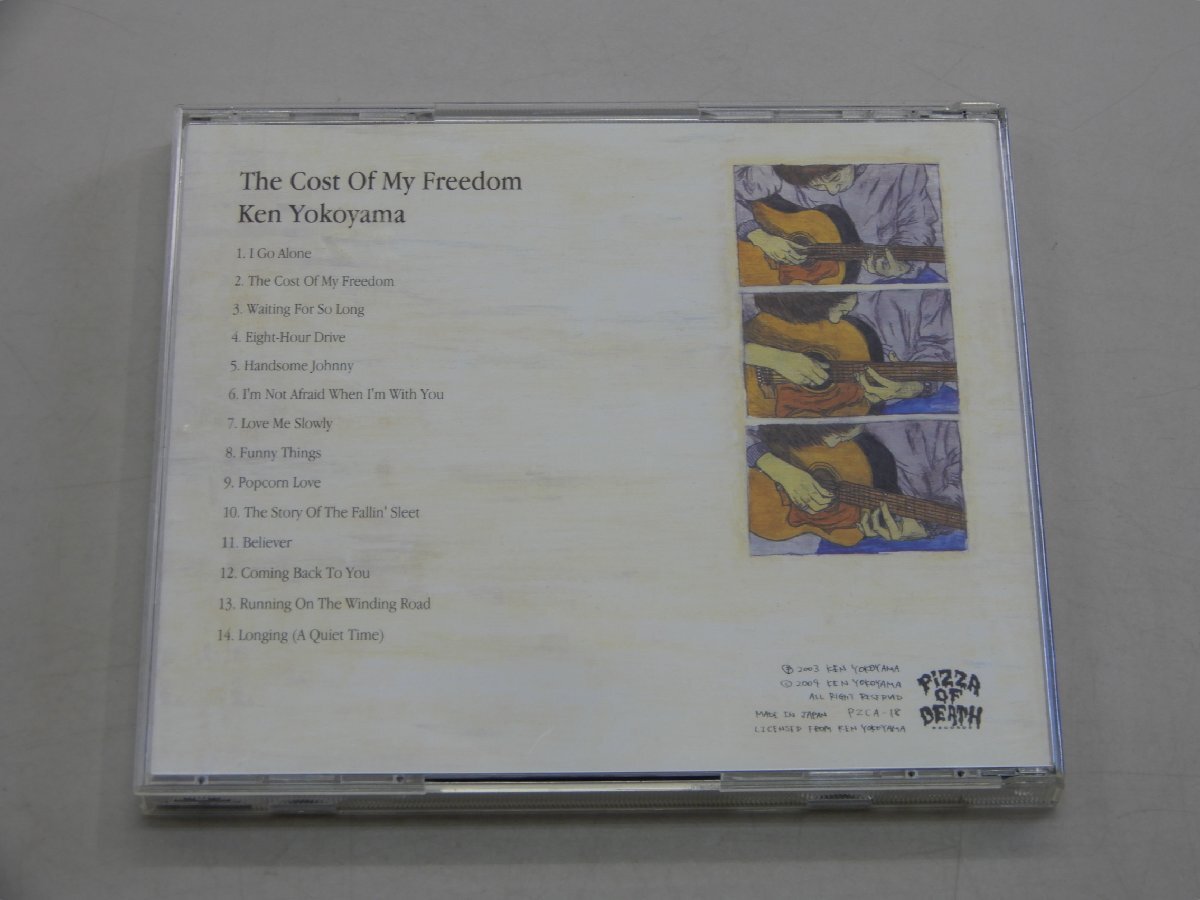 The Cost Of My Freedom
Ken Yokoyama
1. I Go Alone
2. The Cost Of My Freedom
3. Waiting For So Long
4. Eight-Hour Drive
5. Handsome Johnny
6. I'm Not Afraid When I'm With You
7. Love Me Slowly
8. Funny Things
9. Popcorn Love
10. The Story Of The Fallin' Sleet
11. Believer
12. Coming Back To You
13. Running On The Winding Road
14. Longing (A Quiet Time)
Ⓟ 2003 KEN YOKOYAMA
© 2004 KEN YOKOYAMA
ALL RIGHT RESERVED
MADE IN JAPAN PZCA-18
LICENSED FROM KEN YOKOYAMA
PIZZA
OF
DEATH
RECORDS